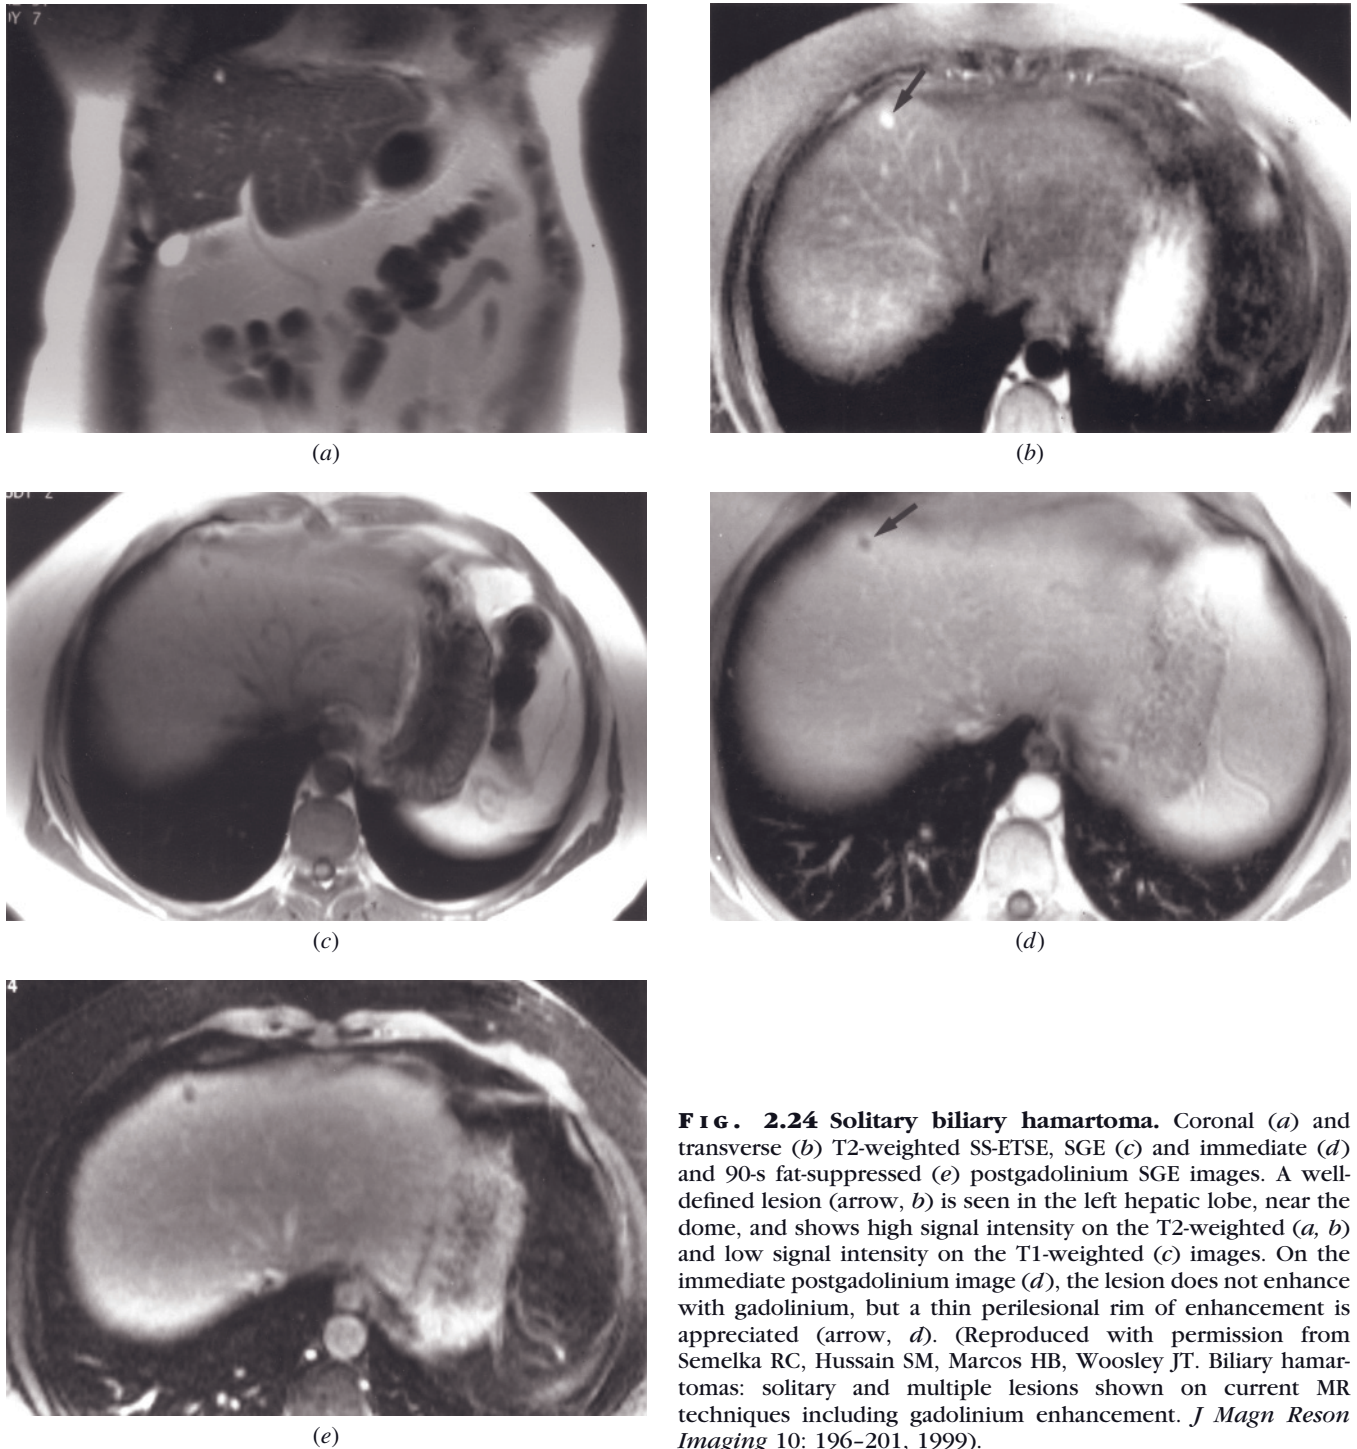 Y 7
(a)
(b)
2
(c)
(d)
4
(e)
FIG. 2.24 Solitary biliary hamartoma. Coronal (a) and
transverse (b) T2-weighted SS-ETSE, SGE (c) and immediate (d)
and 90-s fat-suppressed (e) postgadolinium SGE images. A well-
defined lesion (arrow, b) is seen in the left hepatic lobe, near the
dome, and shows high signal intensity on the T2-weighted (a, b)
and low signal intensity on the T1-weighted (c) images. On the
immediate postgadolinium image (d), the lesion does not enhance
with gadolinium, but a thin perilesional rim of enhancement is
appreciated (arrow, d). (Reproduced with permission from
Semelka RC, Hussain SM, Marcos HB, Woosley JT. Biliary hamar-
tomas: solitary and multiple lesions shown on current MR
techniques including gadolinium enhancement. J Magn Reson
Imaging 10: 196–201, 1999).